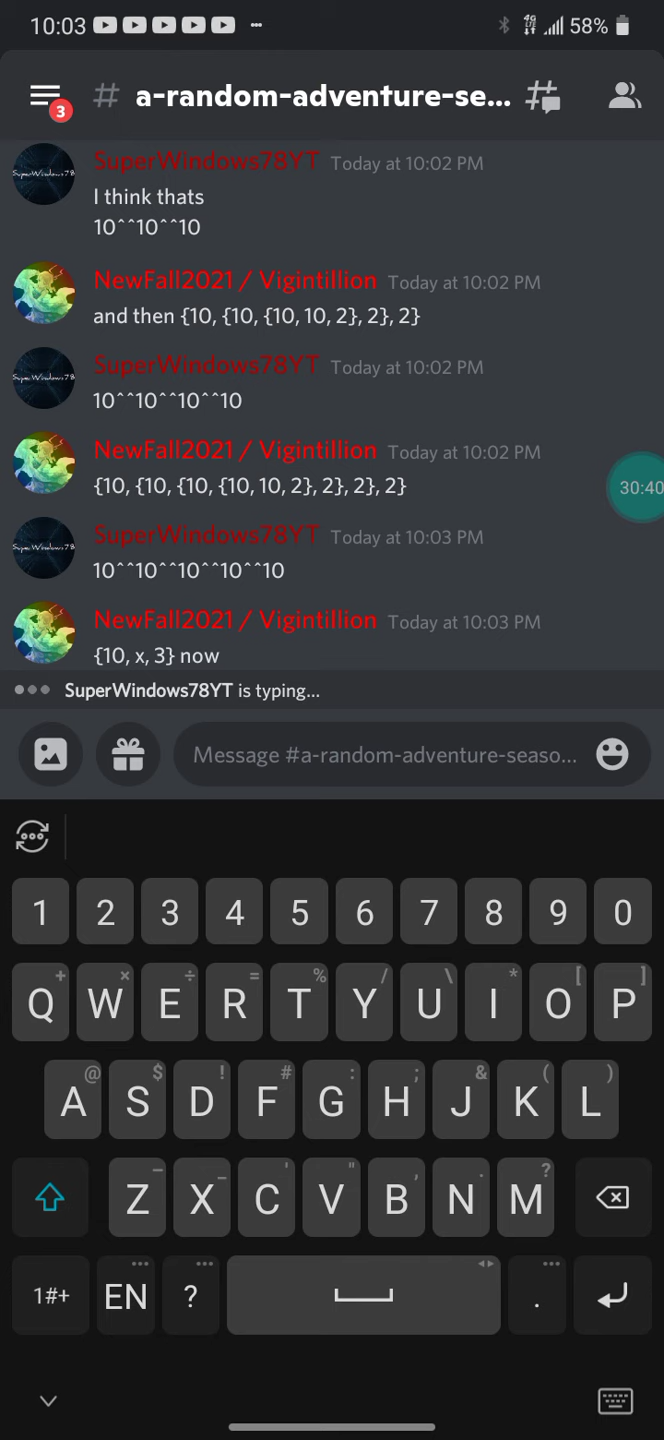 10:03 58%
3 # a-random-adventure-se...
SuperWindows78YT Today at 10:02 PM
I think thats
10^^10^^10
NewFall2021 / Vigintillion Today at 10:02 PM
and then {10, {10, {10, 10, 2}, 2}, 2}
SuperWindows78YT Today at 10:02 PM
10^^10^^10^^10
NewFall2021 / Vigintillion Today at 10:02 PM
{10, {10, {10, {10, 10, 2}, 2}, 2}, 2}
30:40
SuperWindows78YT Today at 10:03 PM
10^^10^^10^^10^^10
NewFall2021 / Vigintillion Today at 10:03 PM
{10, x, 3} now
SuperWindows78YT is typing...
Message #a-random-adventure-seaso...
1 2 3 4 5 6 7 8 9 0
+ × ÷ = % / \ * [ ]
Q W E R T Y U I O P
@ $ ! # : ; & ( )
A S D F G H J K L
- _ ' " , . ?
Z X C V B N M
1#+ EN ? .